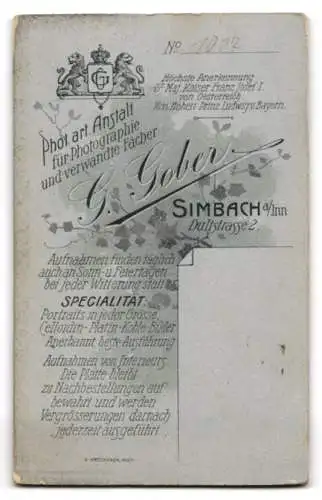 No 1902
G G
Höchste Anerkennung
Sr Maj. Kaiser Franz Josef I.
von Oesterreich
Kön. Hoheit Prinz Ludwig v. Bayern.
Phot. art. Anstalt
für Photographie
und verwandte Fächer
G. Gober.
SIMBACH a/Inn
Duftstrasse 2.
Aufnahmen finden täglich
auch an Sonn- u. Feiertagen
bei jeder Witterung statt.
SPECIALITÄT.
Portraits in jeder Grösse,
Celloidin-Platin-Kohle-Bilder
Anerkannt beste Ausführung
Aufnahmen von Interieurs
Die Platte bleibt
zu Nachbestellungen auf
bewahrt und werden
Vergrösserungen darnach
jederzeit ausgeführt.